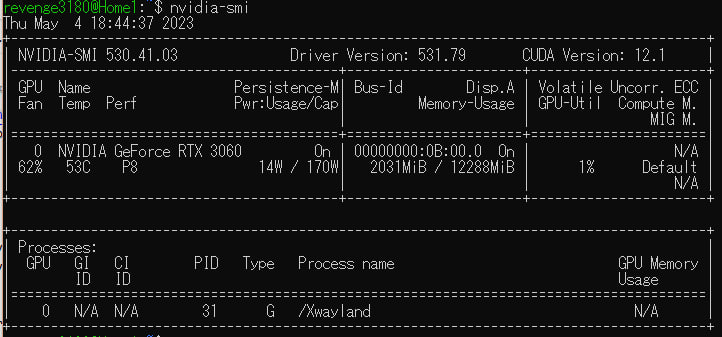 revenge3180@Home1:~$ nvidia-smi
Thu May  4 18:44:37 2023
+-----------------------------------------------------------------------------+
| NVIDIA-SMI 530.41.03    Driver Version: 531.79    CUDA Version: 12.1 |
|-------------------------------+----------------------+----------------------+
| GPU  Name  Persistence-M| Bus-Id  Disp.A | Volatile Uncorr. ECC |
| Fan  Temp  Perf  Pwr:Usage/Cap|  Memory-Usage | GPU-Util  Compute M. |
|  |  |  MIG M. |
|===============================+======================+======================|
|  0  NVIDIA GeForce RTX 3060  On | 00000000:0B:00.0  On |  N/A |
| 62%  53C  P8  14W / 170W |  2031MiB / 12288MiB |  1%  Default |
|  |  |  N/A |
+-------------------------------+----------------------+----------------------+
+-----------------------------------------------------------------------------+
| Processes: |
|  GPU  GI  CI  PID  Type  Process name  GPU Memory |
|  ID  ID  Usage |
|=============================================================================|
|  0  N/A  N/A  31  G  /Xwayland  N/A |
+-----------------------------------------------------------------------------+